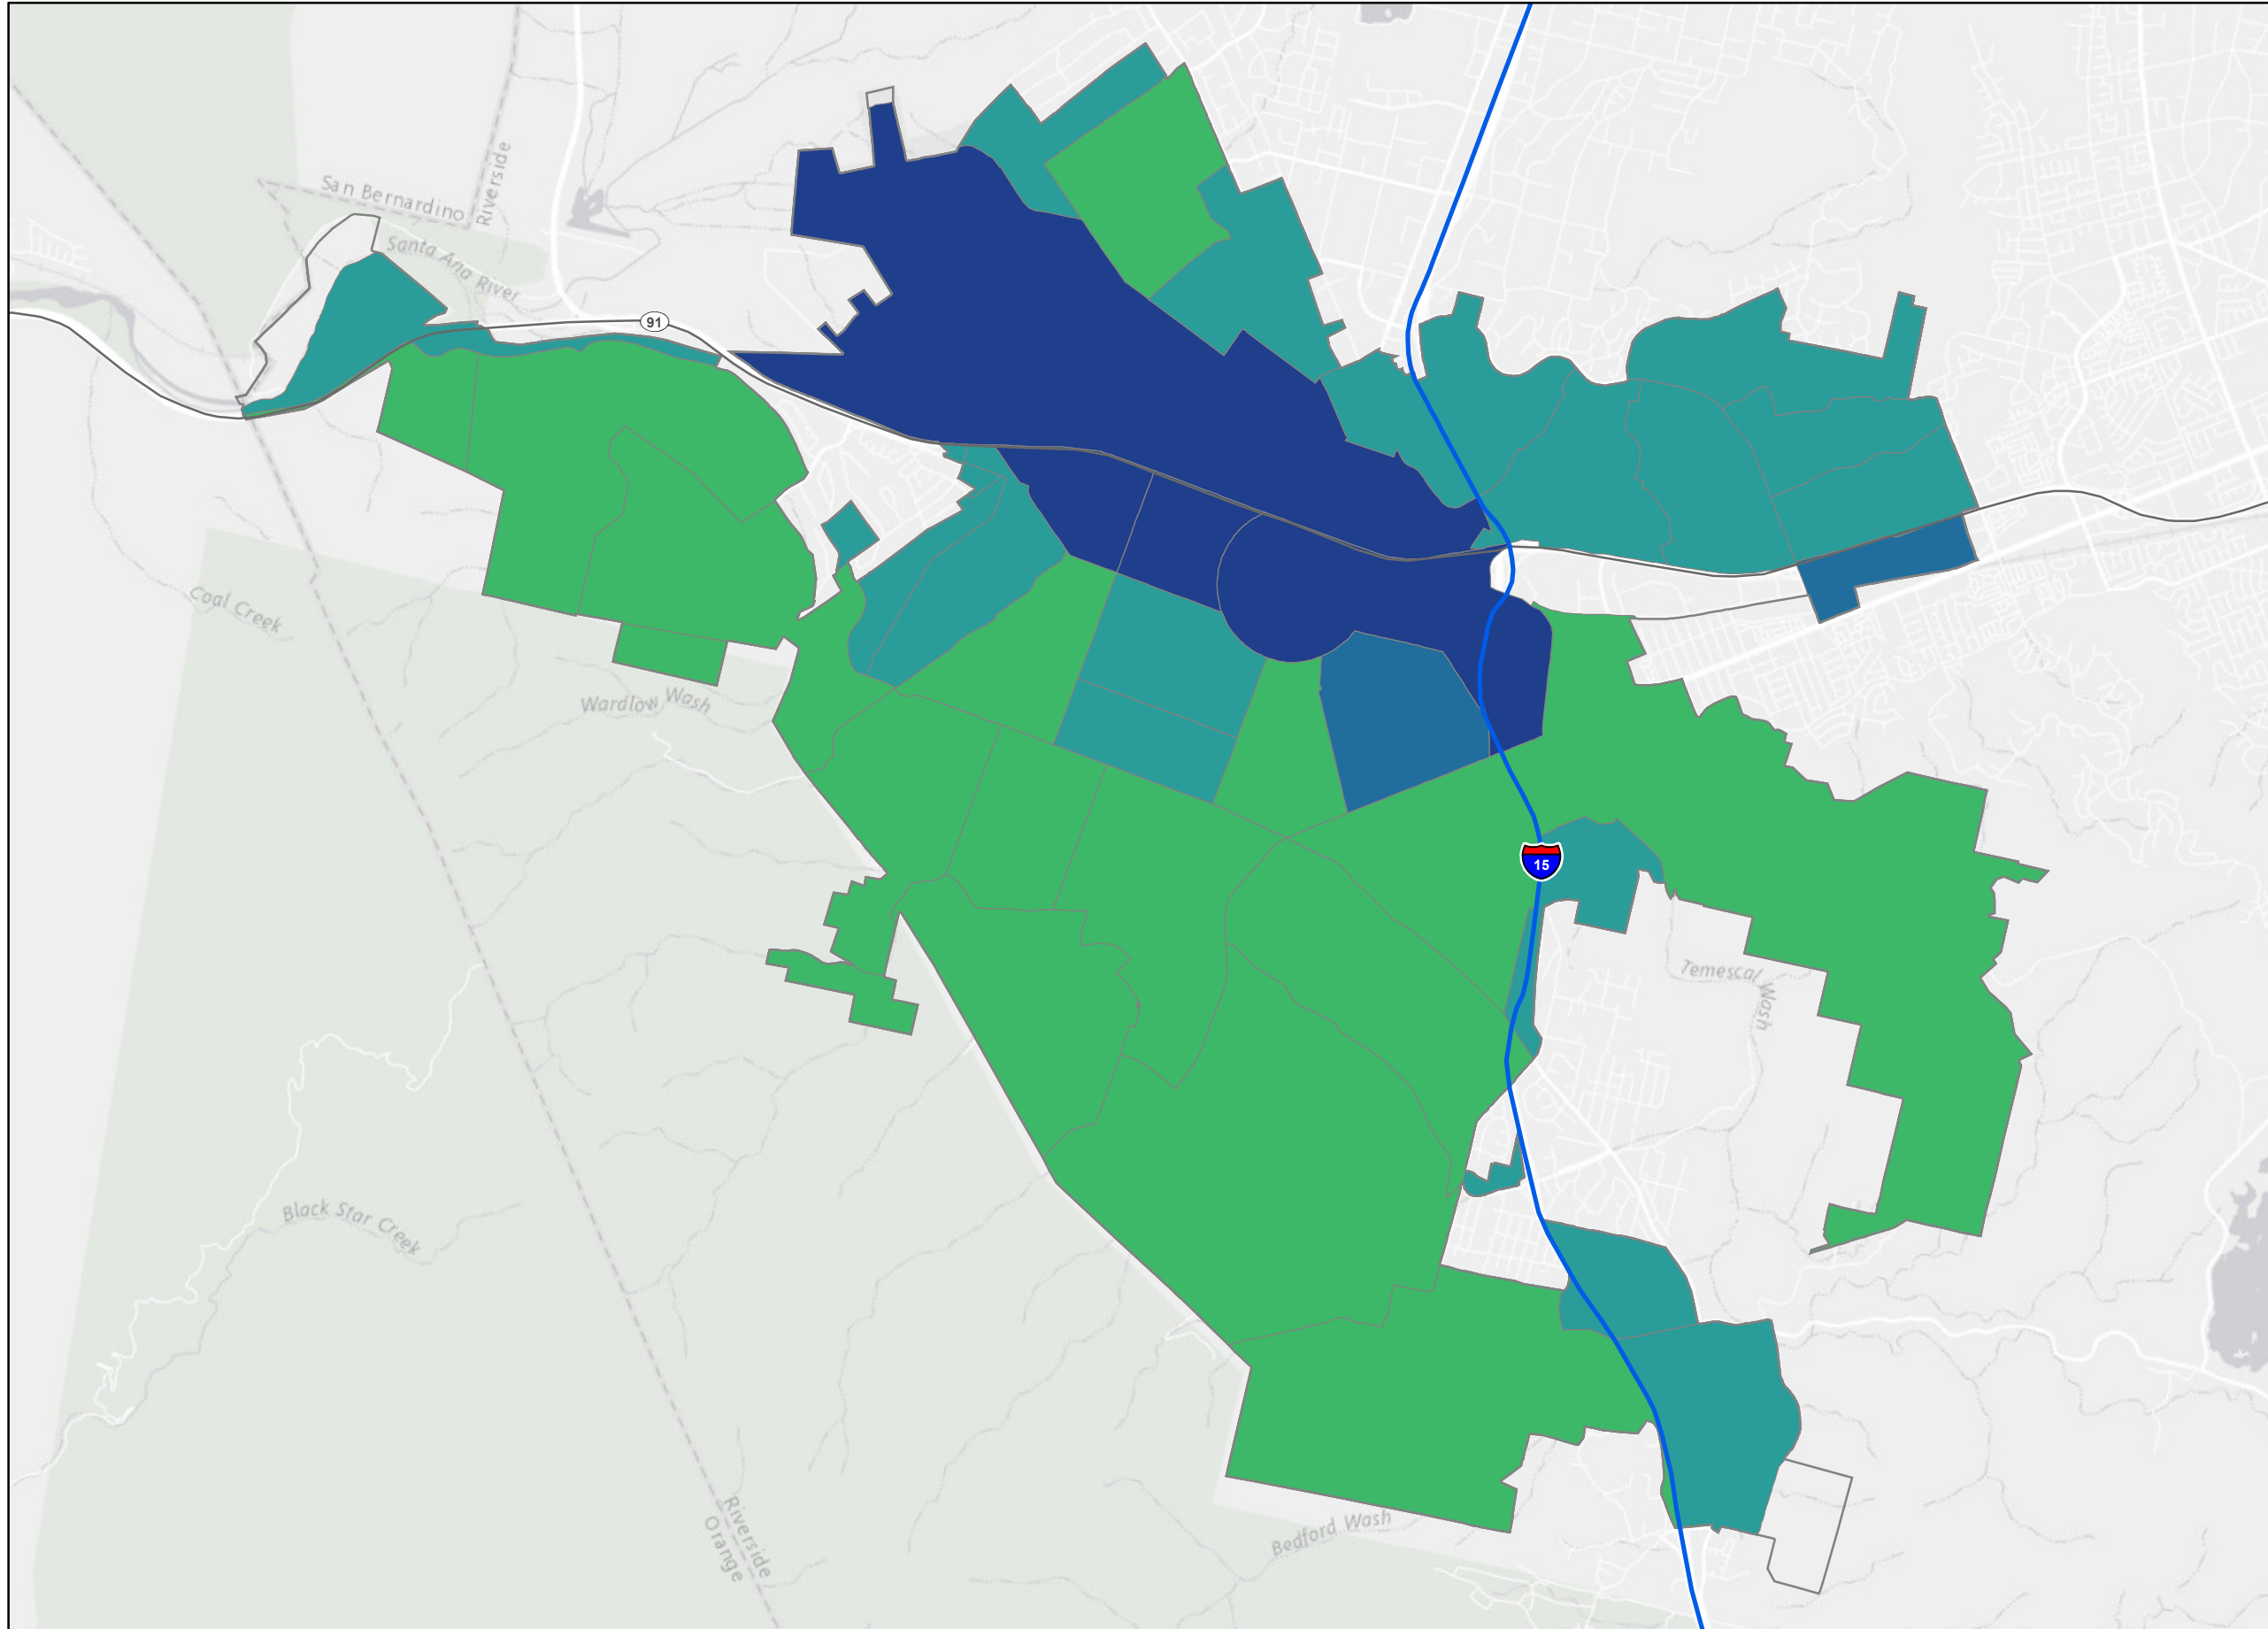 San Bernardino
Riverside
Santa Ana River
91
Coal Creek
Wardlow Wash
15
Temescal Wash
Black Star Creek
Riverside
Orange
Bedford Wash